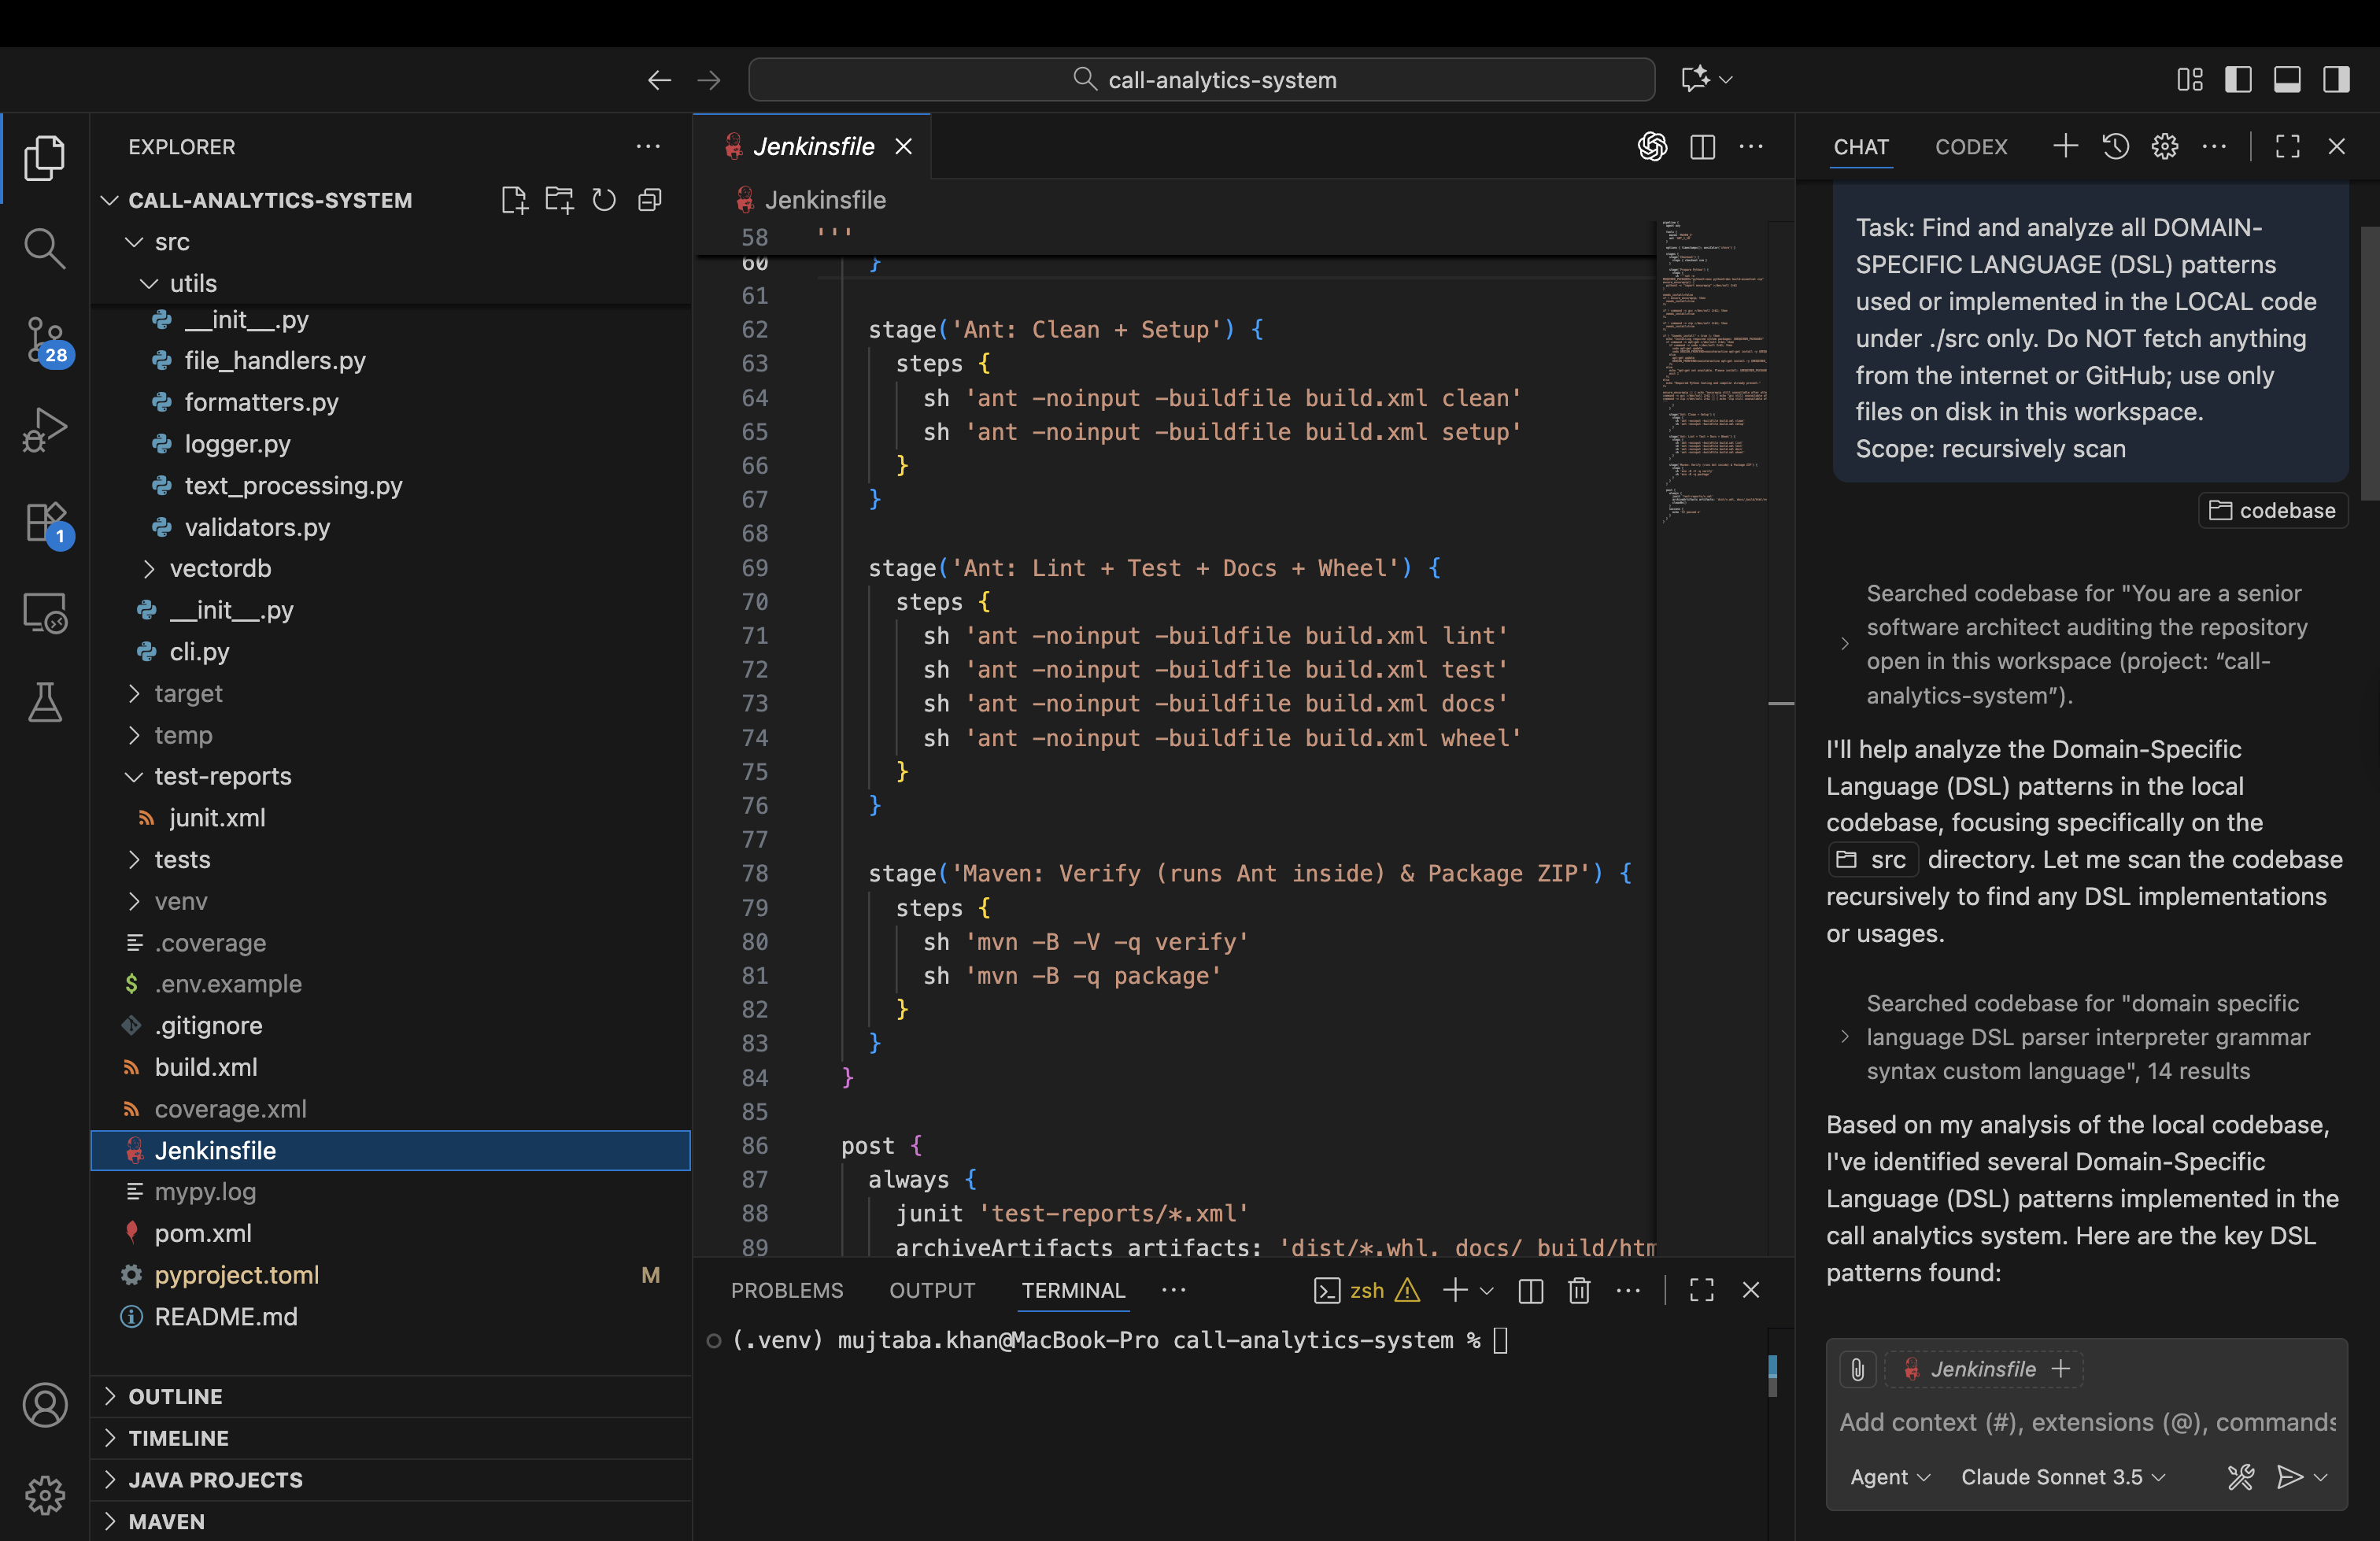 call-analytics-system
EXPLORER
CALL-ANALYTICS-SYSTEM
src
utils
__init__.py
file_handlers.py
formatters.py
logger.py
text_processing.py
validators.py
vectordb
__init__.py
cli.py
target
temp
test-reports
junit.xml
tests
venv
.coverage
.env.example
.gitignore
build.xml
coverage.xml
Jenkinsfile
mypy.log
pom.xml
pyproject.toml M
README.md
OUTLINE
TIMELINE
JAVA PROJECTS
MAVEN
28
1
Jenkinsfile
Jenkinsfile
58 '''
60 }
61
62 stage('Ant: Clean + Setup') {
63 steps {
64 sh 'ant -noinput -buildfile build.xml clean'
65 sh 'ant -noinput -buildfile build.xml setup'
66 }
67 }
68
69 stage('Ant: Lint + Test + Docs + Wheel') {
70 steps {
71 sh 'ant -noinput -buildfile build.xml lint'
72 sh 'ant -noinput -buildfile build.xml test'
73 sh 'ant -noinput -buildfile build.xml docs'
74 sh 'ant -noinput -buildfile build.xml wheel'
75 }
76 }
77
78 stage('Maven: Verify (runs Ant inside) & Package ZIP') {
79 steps {
80 sh 'mvn -B -V -q verify'
81 sh 'mvn -B -q package'
82 }
83 }
84 }
85
86 post {
87 always {
88 junit 'test-reports/*.xml'
89 archiveArtifacts artifacts: 'dist/*.whl, docs/_build/htm
PROBLEMS OUTPUT TERMINAL
zsh
(.venv) mujtaba.khan@MacBook-Pro call-analytics-system %
CHAT CODEX
Task: Find and analyze all DOMAIN-
SPECIFIC LANGUAGE (DSL) patterns
used or implemented in the LOCAL code
under ./src only. Do NOT fetch anything
from the internet or GitHub; use only
files on disk in this workspace.
Scope: recursively scan
codebase
Searched codebase for "You are a senior
software architect auditing the repository
open in this workspace (project: “call-
analytics-system”).
I'll help analyze the Domain-Specific
Language (DSL) patterns in the local
codebase, focusing specifically on the
src directory. Let me scan the codebase
recursively to find any DSL implementations
or usages.
Searched codebase for "domain specific
language DSL parser interpreter grammar
syntax custom language", 14 results
Based on my analysis of the local codebase,
I've identified several Domain-Specific
Language (DSL) patterns implemented in the
call analytics system. Here are the key DSL
patterns found:
Jenkinsfile
Add context (#), extensions (@), commands
Agent Claude Sonnet 3.5